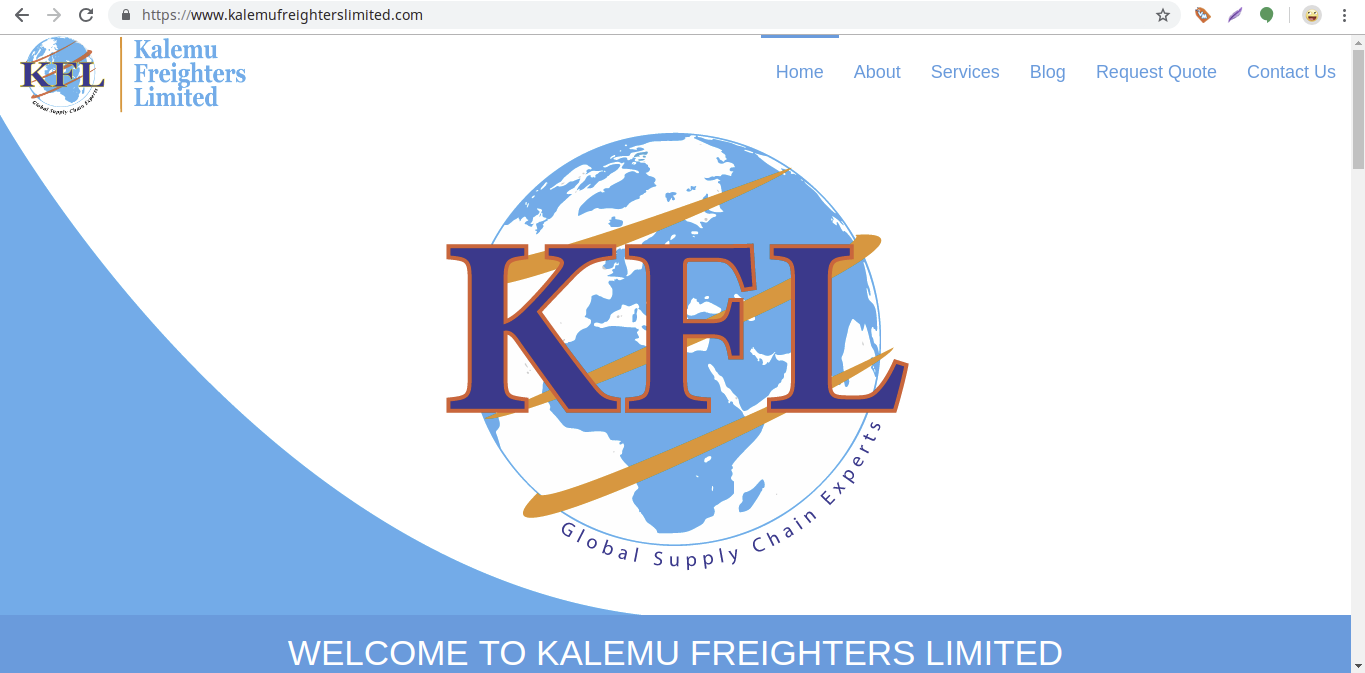 https://www.kalemufreighterslimited.com
KFL
Global Supply Chain Experts
Kalemu
Freighters
Limited
Home About Services Blog Request Quote Contact Us
KFL
Global Supply Chain Experts
WELCOME TO KALEMU FREIGHTERS LIMITED